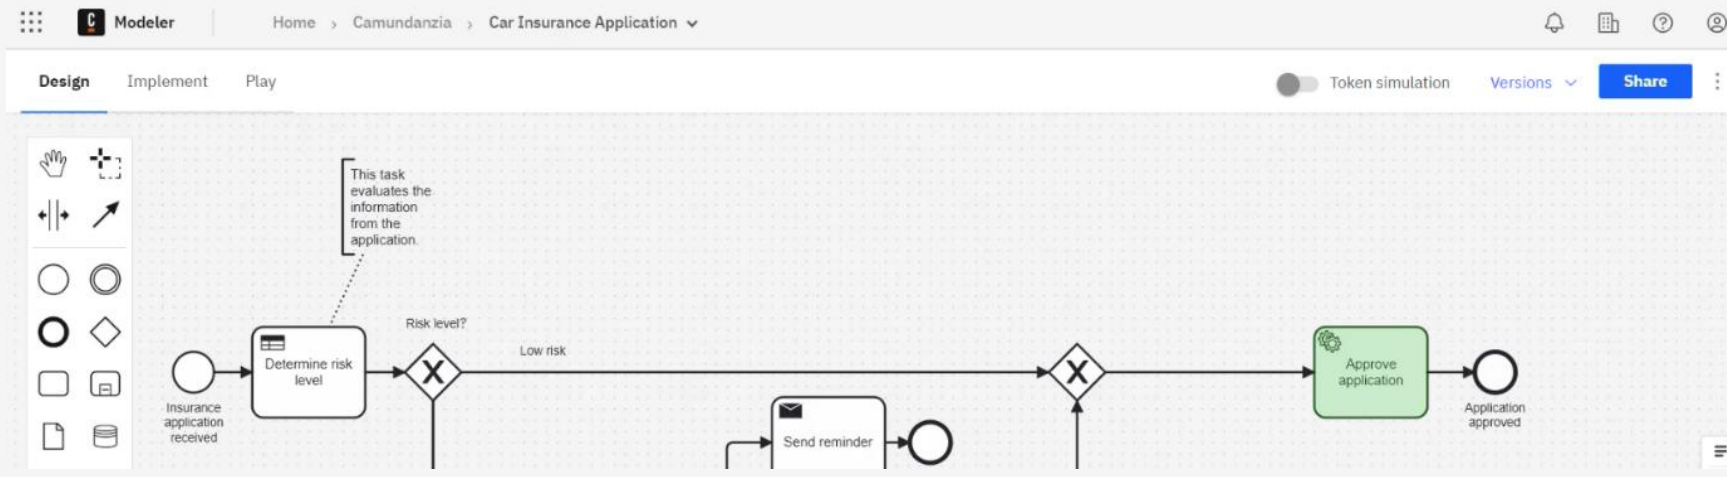 Modeler
Home > Camundanzia > Car Insurance Application
Design Implement Play
Token simulation Versions Share
This task
evaluates the
information
from the
application.
Risk level?
Low risk
Determine risk
level
Insurance
application
received
Send reminder
Approve
application
Application
approved